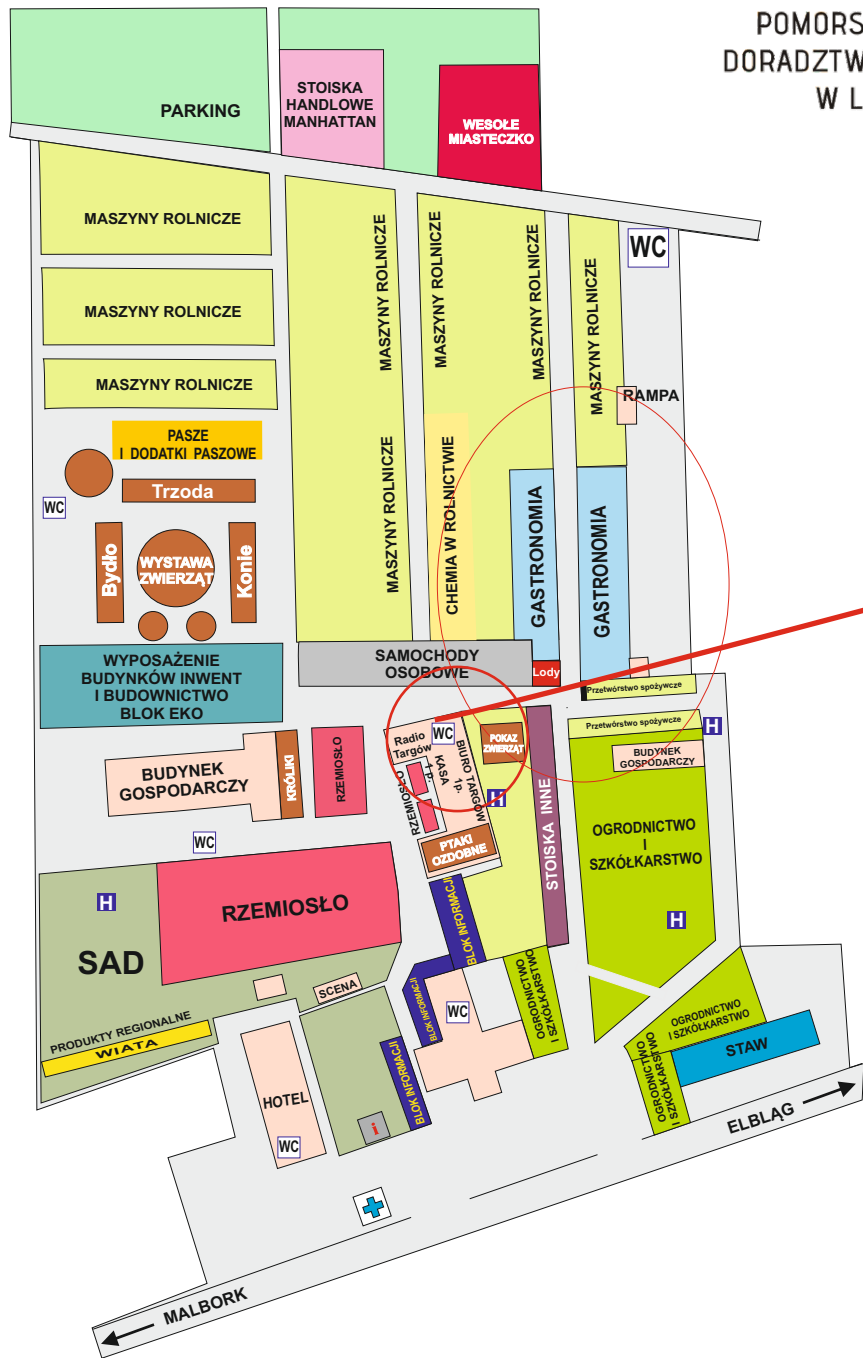 POMORS
DORADZTW
W L
PARKING
STOISKA
HANDLOWE
MANHATTAN
WESOŁE
MIASTECZKO
MASZYNY ROLNICZE
MASZYNY ROLNICZE
MASZYNY ROLNICZE
MASZYNY ROLNICZE
MASZYNY ROLNICZE
MASZYNY ROLNICZE
MASZYNY ROLNICZE
MASZYNY ROLNICZE
WC
RAMPA
PASZE
I DODATKI PASZOWE
Trzoda
WC
Bydło
WYSTAWA
ZWIERZĄT
Konie
CHEMIA W ROLNICTWIE
GASTRONOMIA
GASTRONOMIA
WYPOSAŻENIE
BUDYNKÓW INWENT
I BUDOWNICTWO
BLOK EKO
SAMOCHODY
OSOBOWE
Lody
Przetwórstwo spożywcze
Przetwórstwo spożywcze
H
BUDYNEK
GOSPODARCZY
Radio
Targów
WC
1 p.
KASA
BIURO TARGÓW
1p.
POKAZ
ZWIERZĄT
H
RZEMIOSŁO
PTAKI
OZDOBNE
BUDYNEK
GOSPODARCZY
KRÓLIKI
RZEMIOSŁO
WC
STOISKA INNE
OGRODNICTWO
I
SZKÓŁKARSTWO
H
H
SAD
RZEMIOSŁO
BLOK INFORMACJI
BLOK INFORMACJI
BLOK INFORMACJI
WC
SCENA
PRODUKTY REGIONALNE
WIATA
HOTEL
WC
i
OGRODNICTWO
I SZKÓŁKARSTWO
OGRODNICTWO
I SZKÓŁKARSTWO
OGRODNICTWO
I SZKÓŁKARSTWO
STAW
ELBLĄG
MALBORK